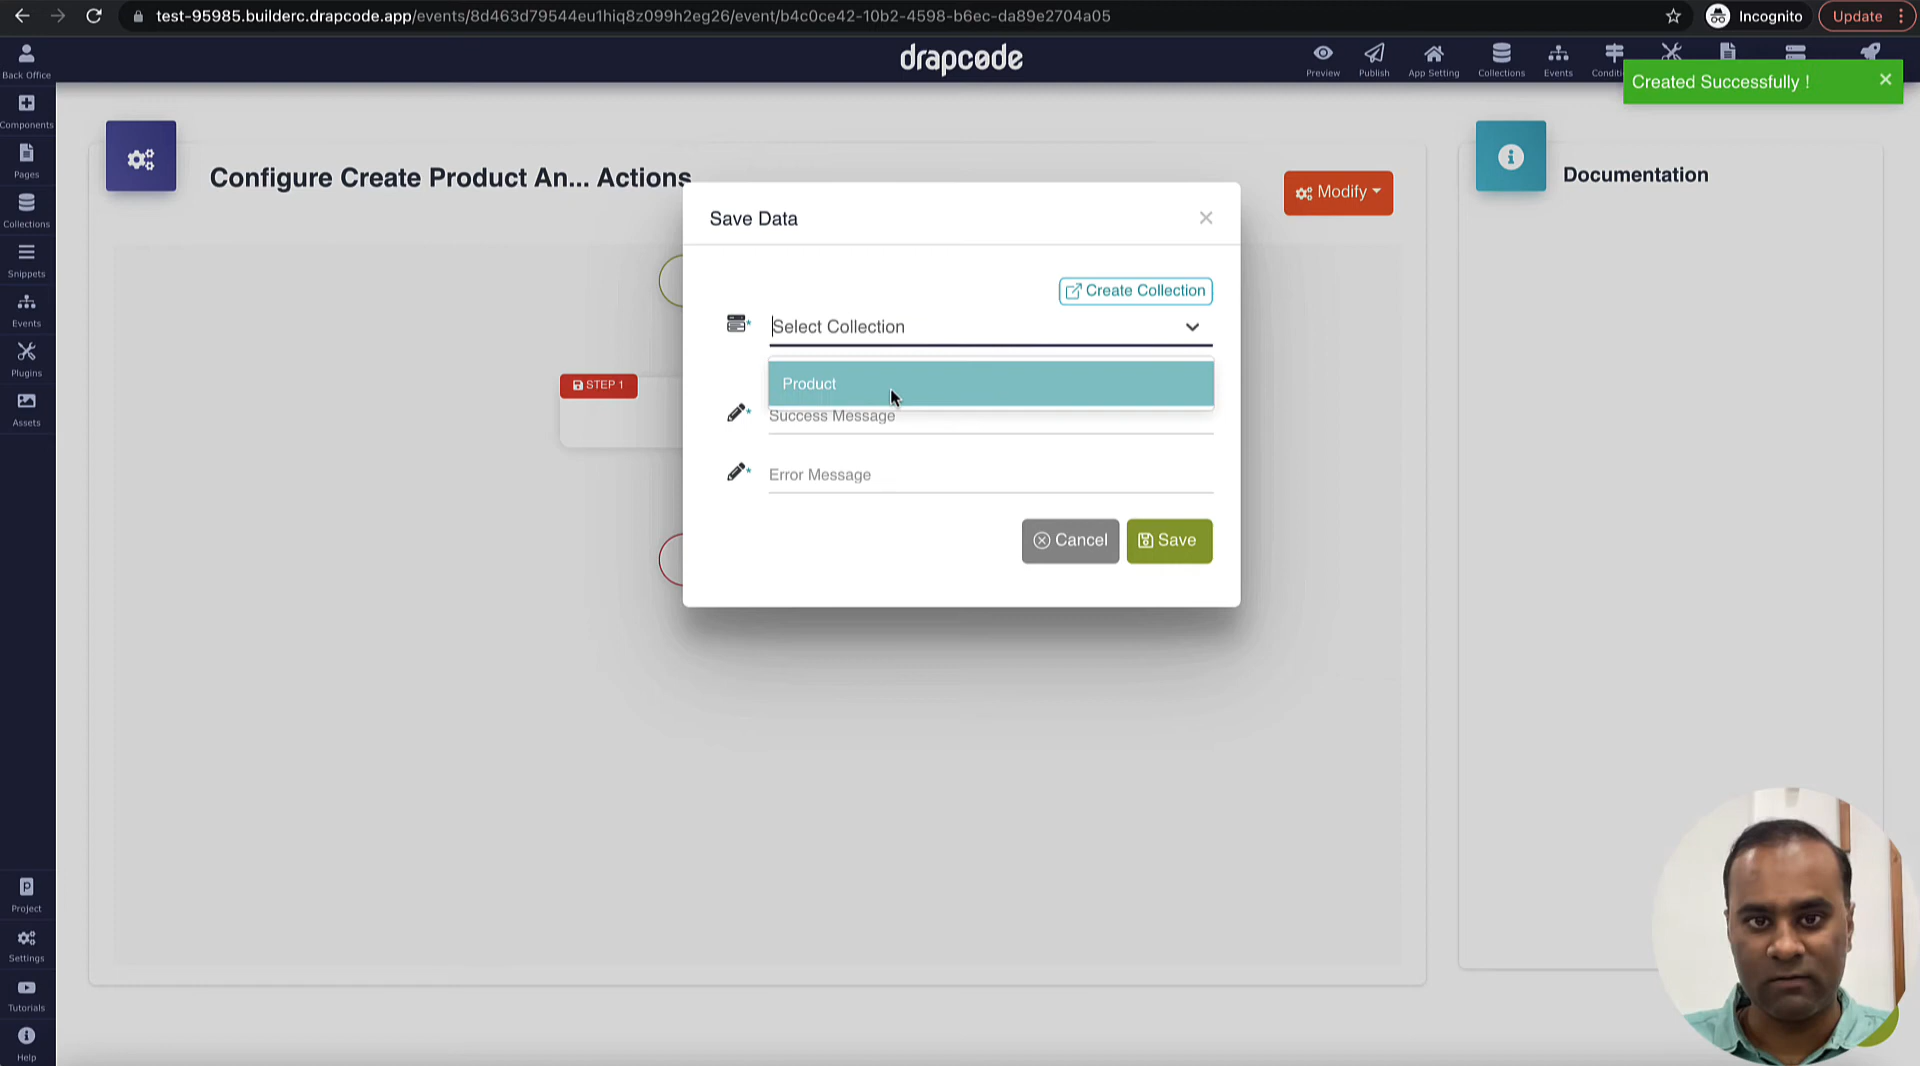 test-95985.builderc.drapcode.app/events/8d463d79544eu1hiq8z099h2eg26/event/b4c0ce42-10b2-4598-b6ec-da89e2704a05
Incognito
Update
Back Office
drapcode
Preview
Publish
App Setting
Collections
Events
Conditi
Created Successfully !
Components
Pages
Collections
Snippets
Events
Plugins
Assets
Project
Settings
Tutorials
Help
Configure Create Product An... Actions
Modify
Documentation
STEP 1
Save Data
Create Collection
Select Collection
Product
Success Message
Error Message
Cancel
Save